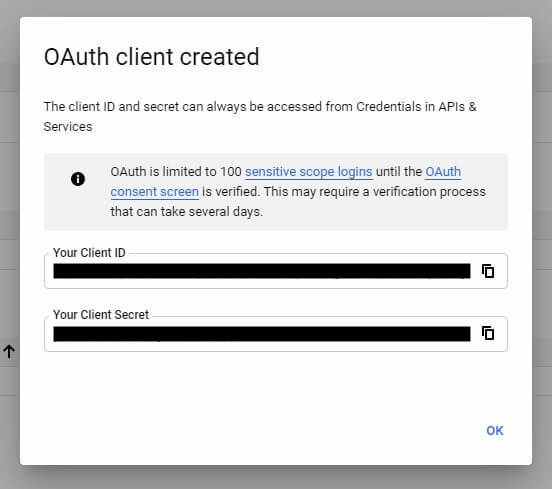 OAuth client created
The client ID and secret can always be accessed from Credentials in APIs &
Services
OAuth is limited to 100 sensitive scope logins until the OAuth
consent screen is verified. This may require a verification process
that can take several days.
Your Client ID
Your Client Secret
OK